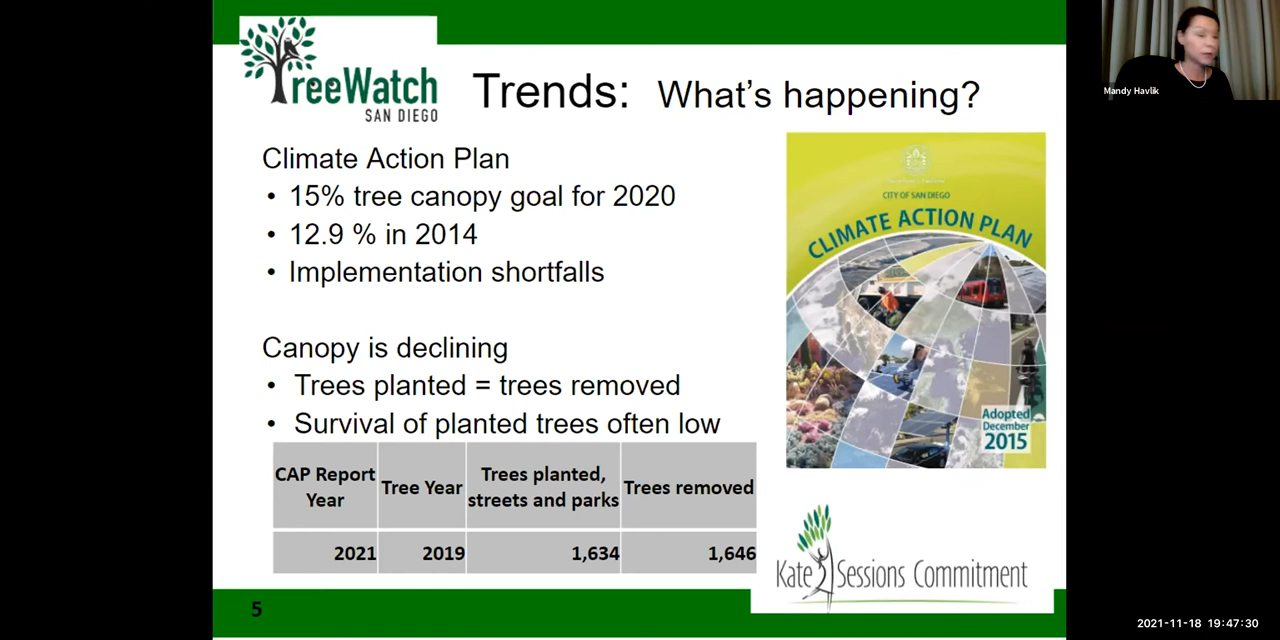 TreeWatch
SAN DIEGO
Trends: What's happening?
Mandy Havlik
Climate Action Plan
• 15% tree canopy goal for 2020
• 12.9 % in 2014
• Implementation shortfalls
Canopy is declining
• Trees planted = trees removed
• Survival of planted trees often low
CAP Report
Year
Tree Year
Trees planted,
streets and parks
Trees removed
2021
2019
1,634
1,646
CITY OF SAN DIEGO
CLIMATE ACTION PLAN
Adopted
December
2015
Kate Sessions Commitment
5
2021-11-18 19:47:30